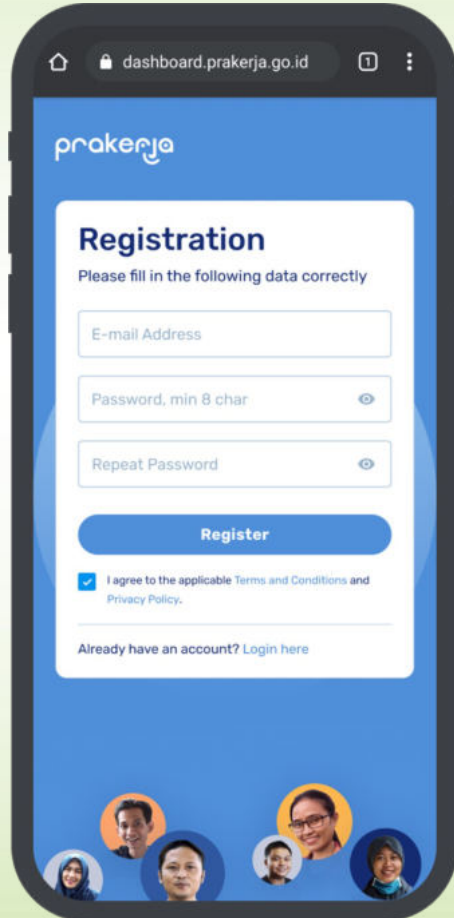 dashboard.prakerja.go.id 1
prakerja
Registration
Please fill in the following data correctly
E-mail Address
Password, min 8 char
Repeat Password
Register
I agree to the applicable Terms and Conditions and
Privacy Policy.
Already have an account? Login here